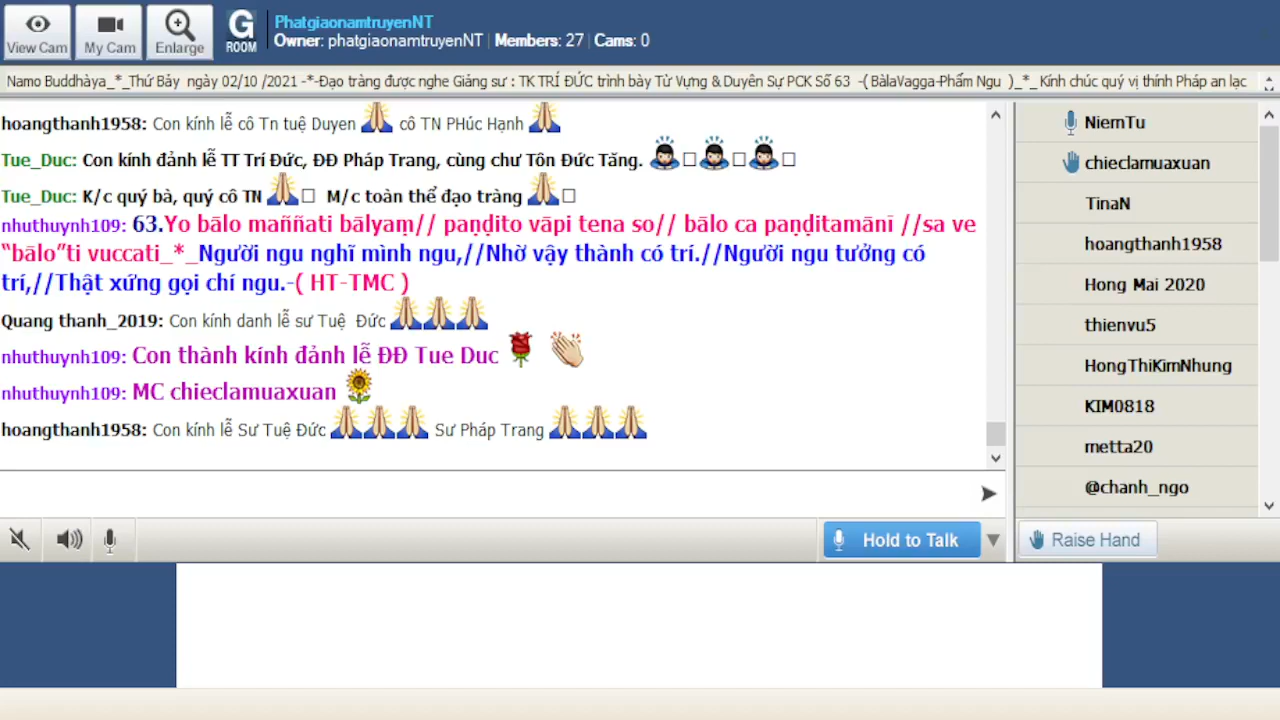 View Cam
My Cam
Enlarge
G ROOM
PhatgiaonamtruyenNT
Owner: phatgiaonamtruyenNT | Members: 27 | Cams: 0
Namo Buddhàya_*_Thứ Bảy ngày 02/10 /2021 -*-Đạo tràng được nghe Giảng sư : TK TRÍ ĐỨC trình bày Từ Vựng & Duyên Sự PCK Số 63 -( BàlaVagga-Phẩm Ngu )_*_ Kính chúc quý vị thính Pháp an lạc
hoangthanh1958: Con kính lễ cô Tn tuệ Duyen 🙏 cô TN PHúc Hạnh 🙏
Tue_Duc: Con kính đảnh lễ TT Trí Đức, ĐĐ Pháp Trang, cùng chư Tôn Đức Tăng.
Tue_Duc: K/c quý bà, quý cô TN 🙏 M/c toàn thể đạo tràng 🙏
nhuthuynh109: 63.Yo bālo maññati bālyaṃ// paṇḍito vāpi tena so// bālo ca paṇḍitamānī //sa ve
“bālo”ti vuccati_*_Người ngu nghĩ mình ngu,//Nhờ vậy thành có trí.//Người ngu tưởng có
trí,//Thật xứng gọi chí ngu.-( HT-TMC )
Quang thanh_2019: Con kính danh lễ sư Tuệ Đức 🙏🙏🙏
nhuthuynh109: Con thành kính đảnh lễ ĐĐ Tue Duc 🌹 👏
nhuthuynh109: MC chieclamuaxuan 🌻
hoangthanh1958: Con kính lễ Sư Tuệ Đức 🙏🙏🙏 Sư Pháp Trang 🙏🙏🙏
NiemTu
chieclamuaxuan
TinaN
hoangthanh1958
Hong Mai 2020
thienvu5
HongThiKimNhung
KIM0818
metta20
@chanh_ngo
Hold to Talk
Raise Hand